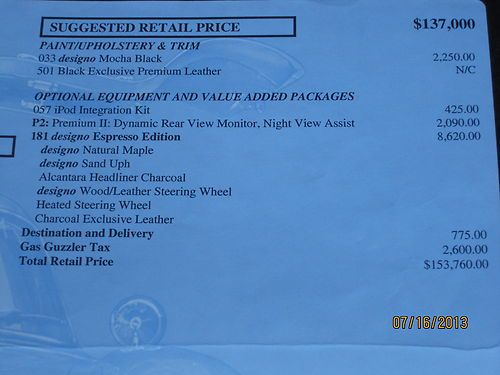 SUGGESTED RETAIL PRICE $137,000
PAINT/UPHOLSTERY & TRIM
033 designo Mocha Black 2,250.00
501 Black Exclusive Premium Leather N/C
OPTIONAL EQUIPMENT AND VALUE ADDED PACKAGES
057 iPod Integration Kit 425.00
P2: Premium II: Dynamic Rear View Monitor, Night View Assist 2,090.00
181 designo Espresso Edition 8,620.00
designo Natural Maple
designo Sand Uph
Alcantara Headliner Charcoal
designo Wood/Leather Steering Wheel
Heated Steering Wheel
Charcoal Exclusive Leather
Destination and Delivery 775.00
Gas Guzzler Tax 2,600.00
Total Retail Price $153,760.00
07/16/2013